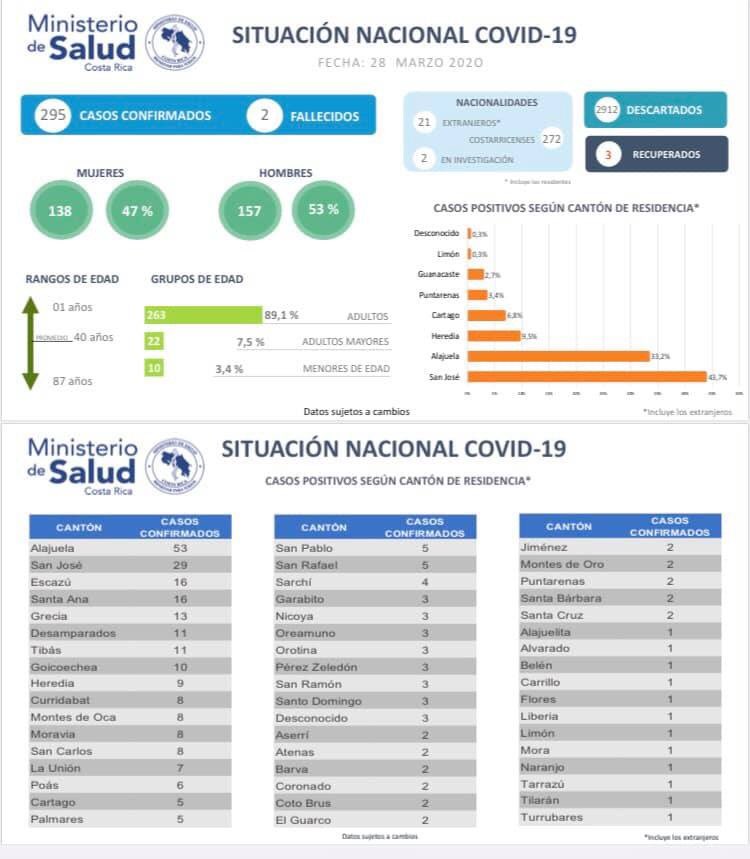 Ministerio
de Salud
Costa Rica
SITUACIÓN NACIONAL COVID-19
FECHA: 28 MARZO 2020
295 CASOS CONFIRMADOS 2 FALLECIDOS
NACIONALIDADES
21 EXTRANJEROS*
COSTARRICENSES 272
2 EN INVESTIGACIÓN
* Incluye los residentes
2912 DESCARTADOS
3 RECUPERADOS
MUJERES
138 47 %
HOMBRES
157 53 %
RANGOS DE EDAD
01 años
PROMEDIO 40 años
87 años
GRUPOS DE EDAD
263 89,1 % ADULTOS
22 7,5 % ADULTOS MAYORES
10 3,4 % MENORES DE EDAD
CASOS POSITIVOS SEGÚN CANTÓN DE RESIDENCIA*
Desconocido 0,3%
Limón 0,3%
Guanacaste 2,7%
Puntarenas 3,4%
Cartago 6,8%
Heredia 9,5%
Alajuela 33,2%
San José 43,7%
Datos sujetos a cambios
*Incluye los extranjeros
Ministerio
de Salud
Costa Rica
SITUACIÓN NACIONAL COVID-19
CASOS POSITIVOS SEGÚN CANTÓN DE RESIDENCIA*
CANTÓN CASOS CONFIRMADOS
Alajuela 53
San José 29
Escazú 16
Santa Ana 16
Grecia 13
Desamparados 11
Tibás 11
Goicoechea 10
Heredia 9
Curridabat 8
Montes de Oca 8
Moravia 8
San Carlos 8
La Unión 7
Poás 6
Cartago 5
Palmares 5
CANTÓN CASOS CONFIRMADOS
San Pablo 5
San Rafael 5
Sarchí 4
Garabito 3
Nicoya 3
Oreamuno 3
Orotina 3
Pérez Zeledón 3
San Ramón 3
Santo Domingo 3
Desconocido 3
Aserrí 2
Atenas 2
Barva 2
Coronado 2
Coto Brus 2
El Guarco 2
CANTÓN CASOS CONFIRMADOS
Jiménez 2
Montes de Oro 2
Puntarenas 2
Santa Bárbara 2
Santa Cruz 2
Alajuelita 1
Alvarado 1
Belén 1
Carrillo 1
Flores 1
Liberia 1
Limón 1
Mora 1
Naranjo 1
Tarrazú 1
Tilarán 1
Turrubares 1
Datos sujetos a cambios
*Incluye los extranjeros